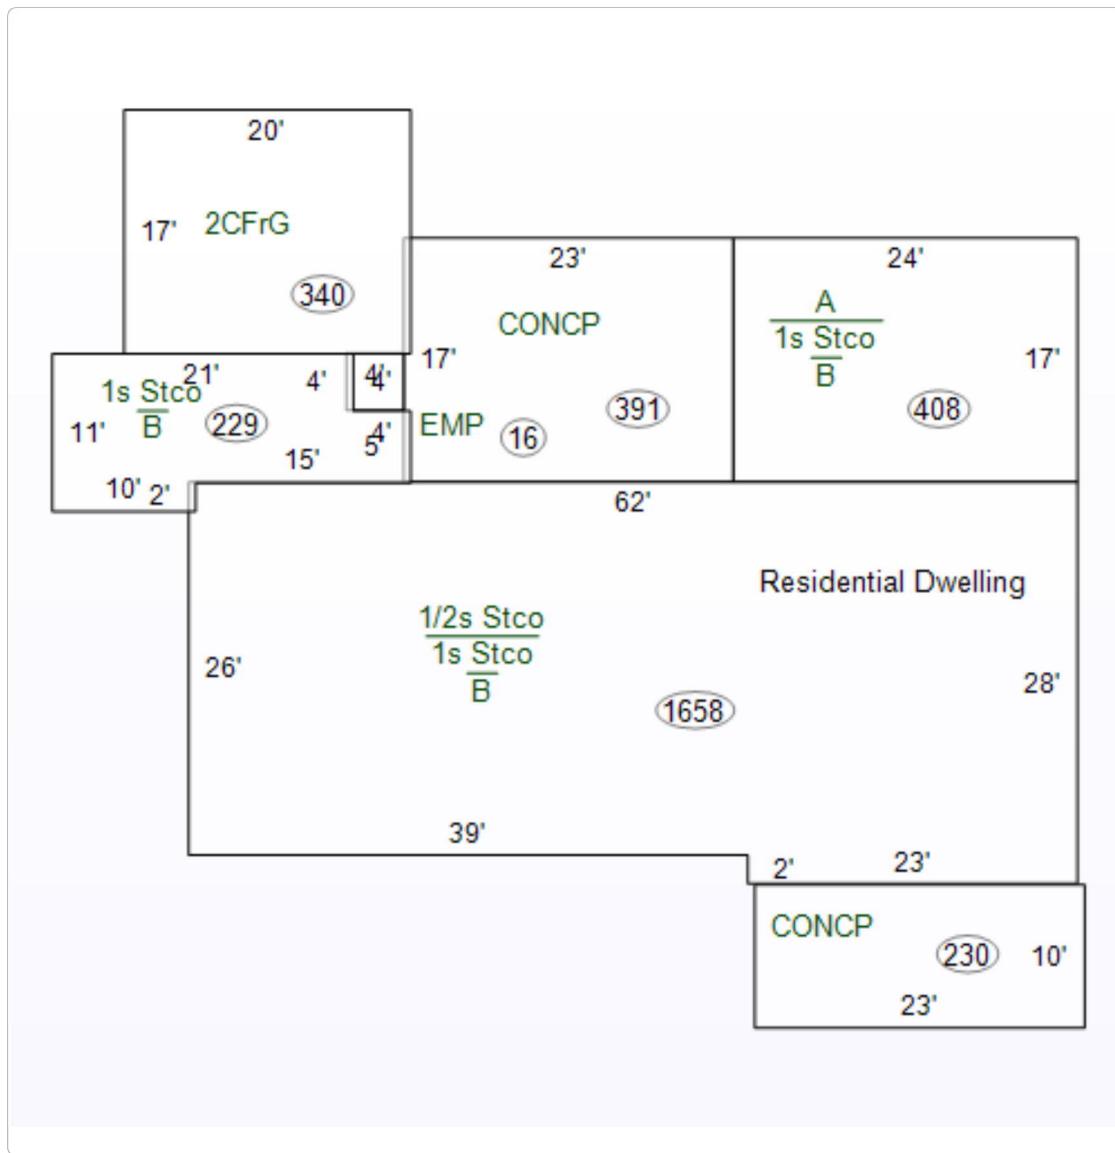 20'
17'
2CFrG
340
23'
CONCP
17'
391
24'
A
1s Stco
B
17'
408
21'
4'
4'
4'
1s Stco
B
229
11'
4'
5'
EMP
16
15'
10'
2'
62'
Residential Dwelling
1/2s Stco
1s Stco
B
26'
28'
1658
39'
2'
23'
CONCP
230
10'
23'